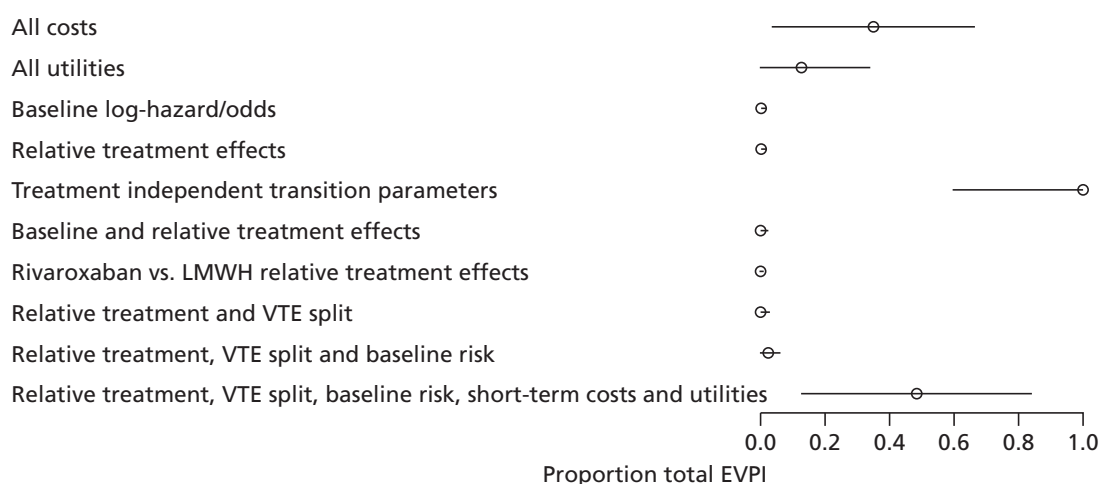 All costs
All utilities
Baseline log-hazard/odds
Relative treatment effects
Treatment independent transition parameters
Baseline and relative treatment effects
Rivaroxaban vs. LMWH relative treatment effects
Relative treatment and VTE split
Relative treatment, VTE split and baseline risk
Relative treatment, VTE split, baseline risk, short-term costs and utilities
0.0 0.2 0.4 0.6 0.8 1.0
Proportion total EVPI